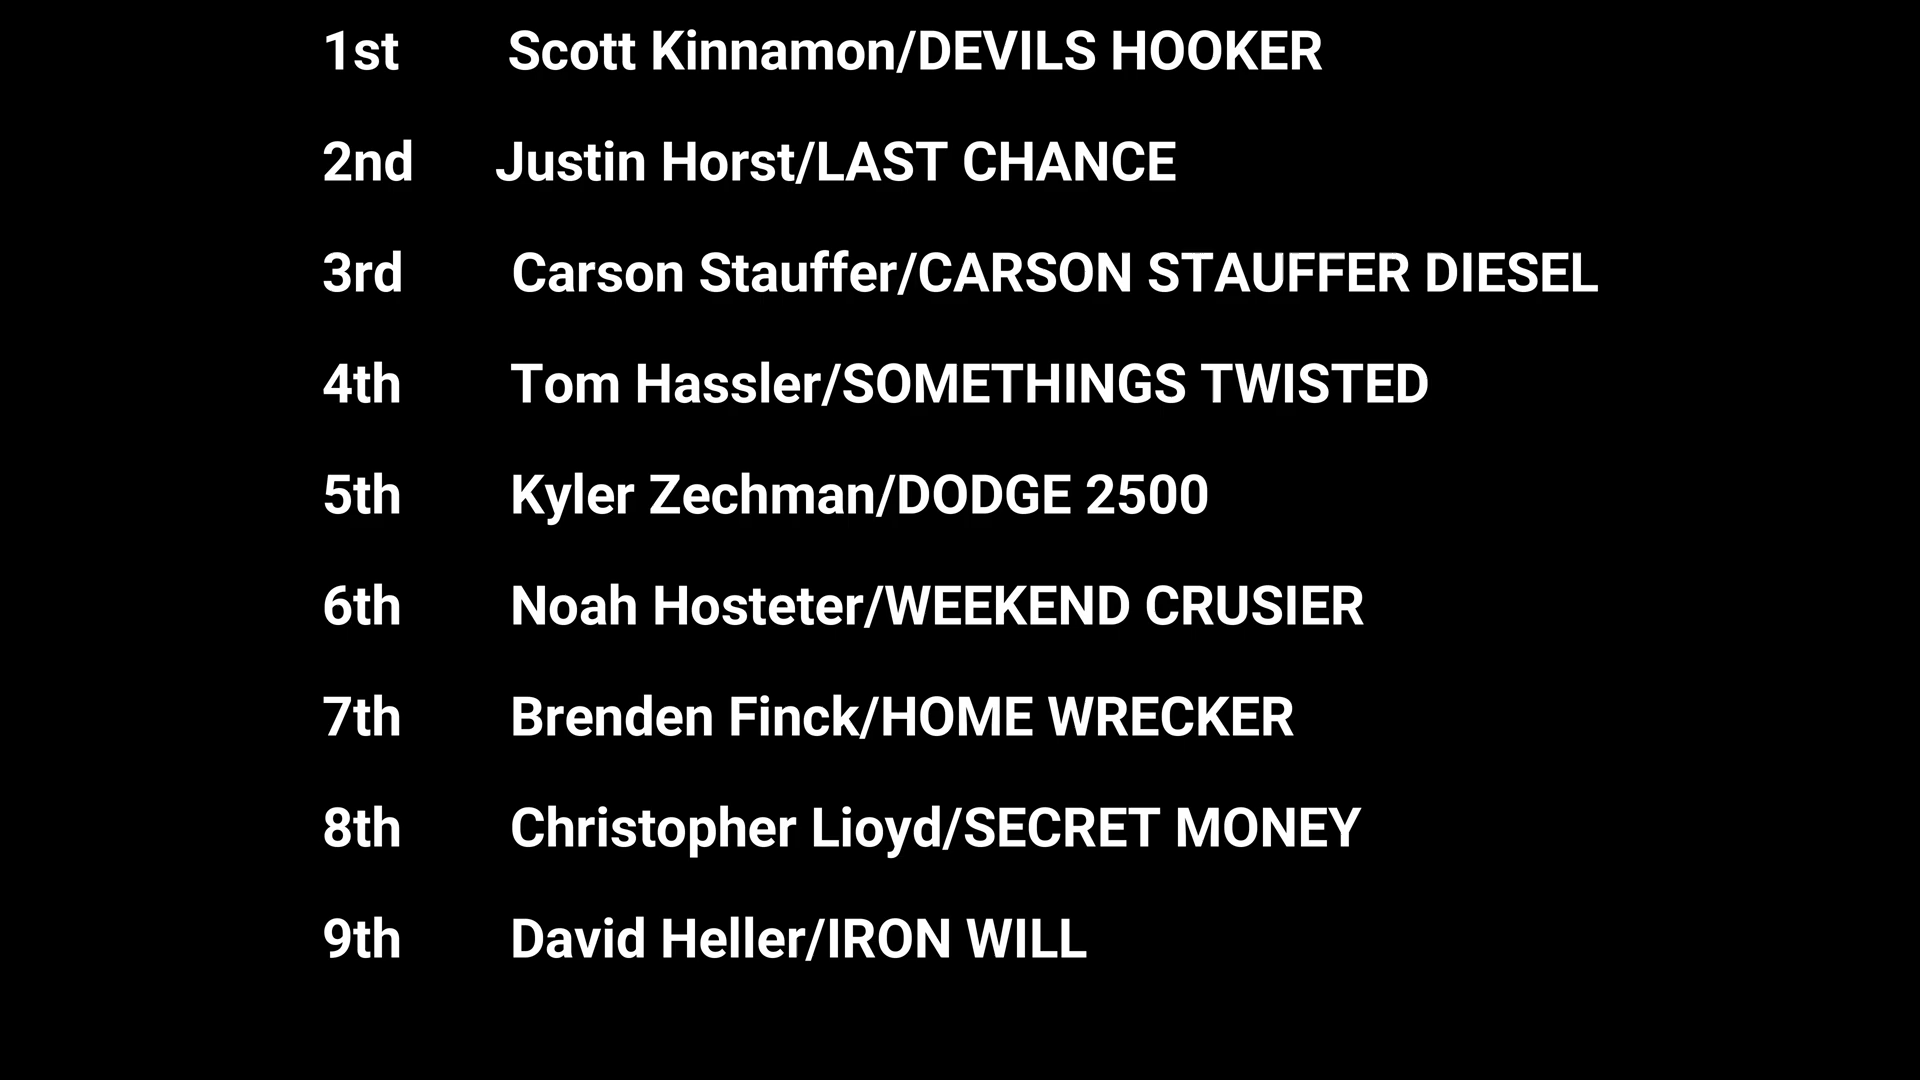 1st Scott Kinnamon/DEVILS HOOKER
2nd Justin Horst/LAST CHANCE
3rd Carson Stauffer/CARSON STAUFFER DIESEL
4th Tom Hassler/SOMETHINGS TWISTED
5th Kyler Zechman/DODGE 2500
6th Noah Hosteter/WEEKEND CRUSIER
7th Brenden Finck/HOME WRECKER
8th Christopher Lioyd/SECRET MONEY
9th David Heller/IRON WILL